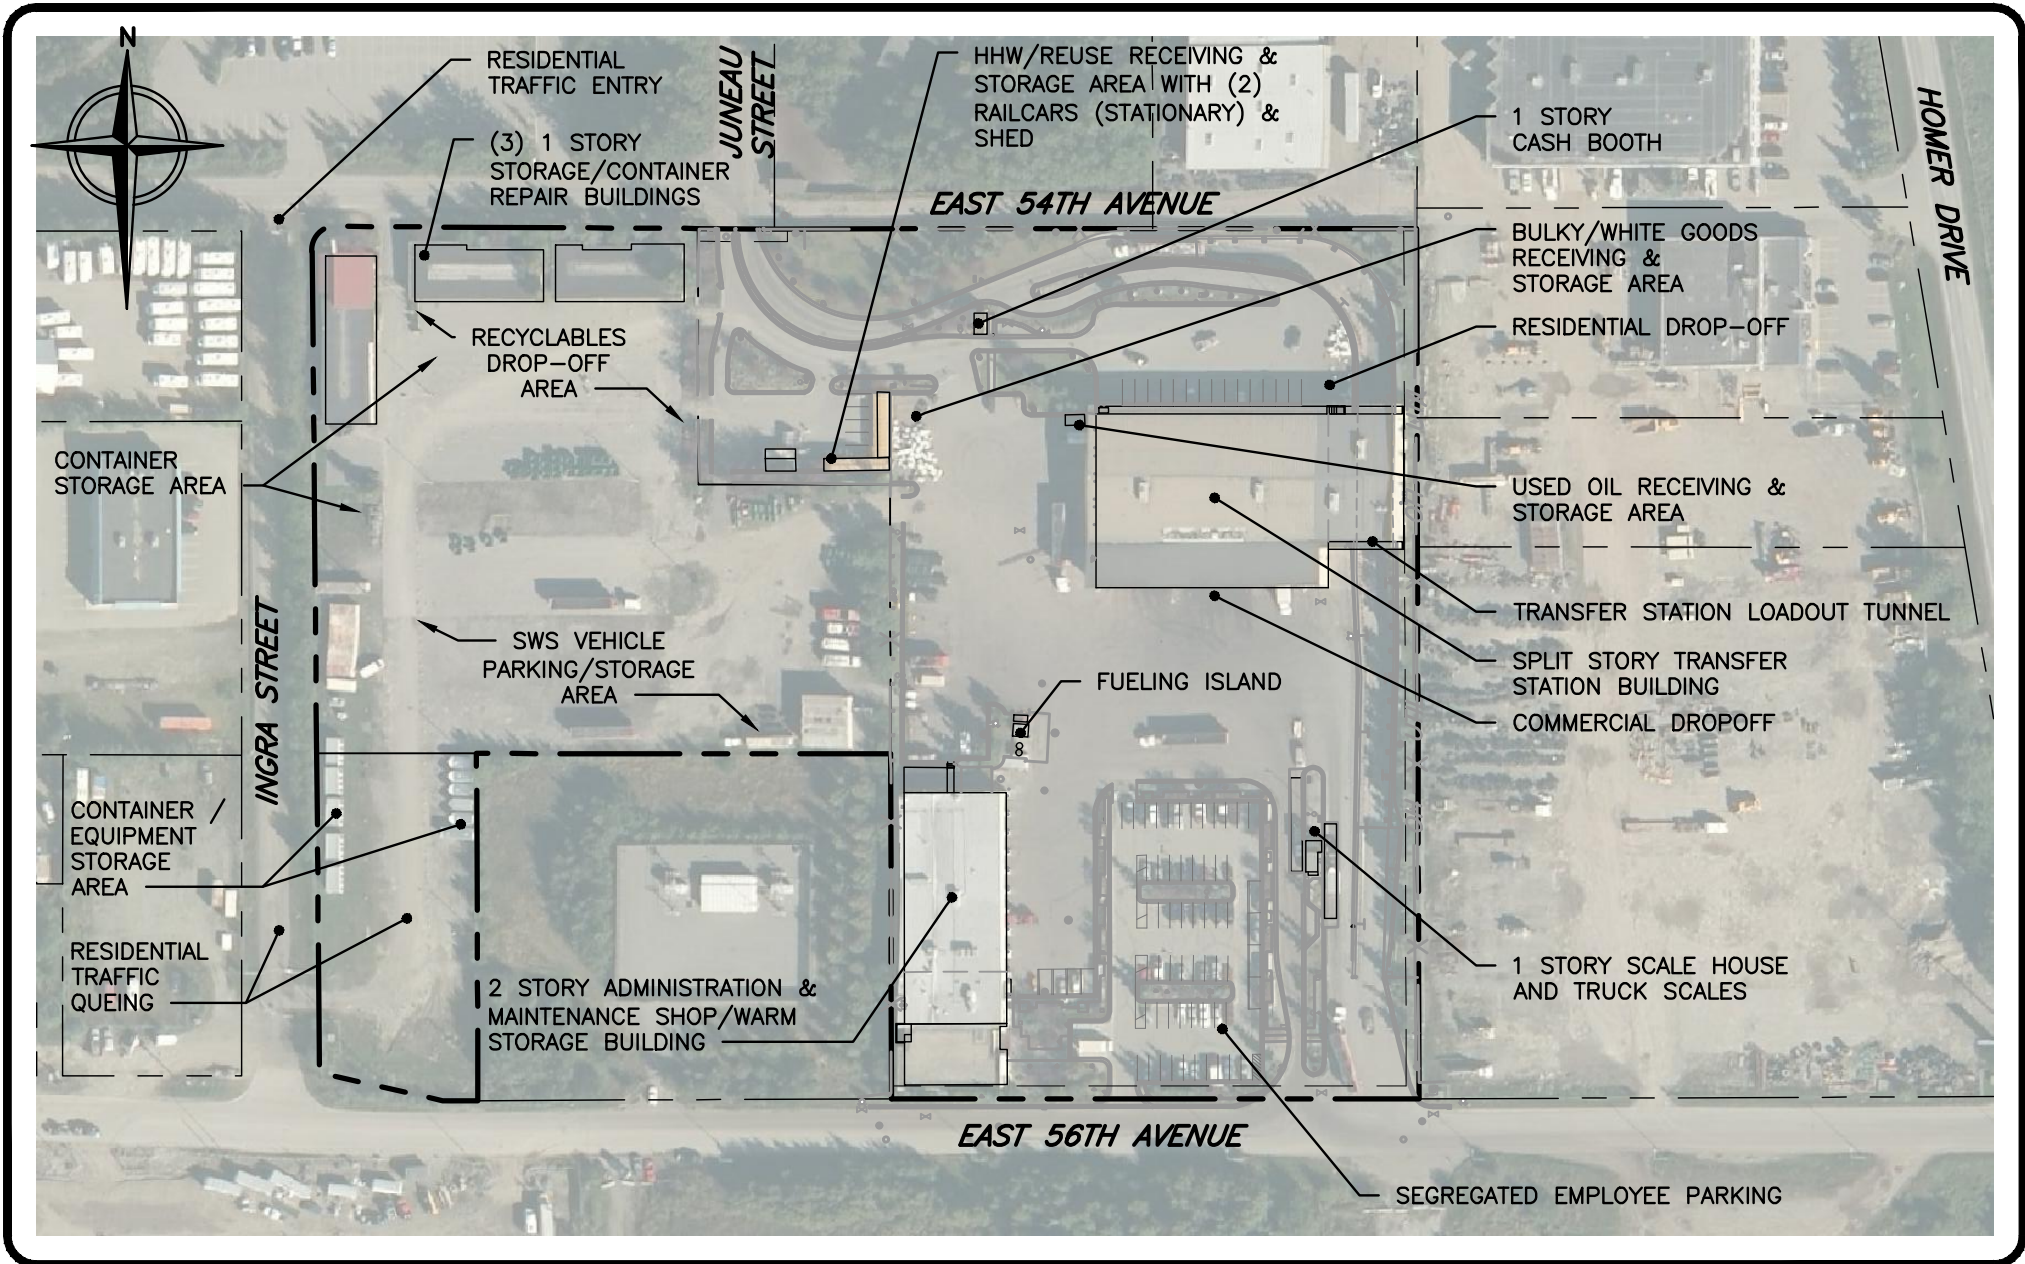 N
RESIDENTIAL
TRAFFIC ENTRY
(3) 1 STORY
STORAGE/CONTAINER
REPAIR BUILDINGS
JUNEAU
STREET
HHW/REUSE RECEIVING &
STORAGE AREA WITH (2)
RAILCARS (STATIONARY) &
SHED
1 STORY
CASH BOOTH
HOMER DRIVE
EAST 54TH AVENUE
BULKY/WHITE GOODS
RECEIVING &
STORAGE AREA
RESIDENTIAL DROP-OFF
RECYCLABLES
DROP-OFF
AREA
CONTAINER
STORAGE AREA
USED OIL RECEIVING &
STORAGE AREA
INGRA STREET
TRANSFER STATION LOADOUT TUNNEL
SWS VEHICLE
PARKING/STORAGE
AREA
SPLIT STORY TRANSFER
STATION BUILDING
FUELING ISLAND
COMMERCIAL DROPOFF
CONTAINER /
EQUIPMENT
STORAGE
AREA
RESIDENTIAL
TRAFFIC
QUEING
2 STORY ADMINISTRATION &
MAINTENANCE SHOP/WARM
STORAGE BUILDING
1 STORY SCALE HOUSE
AND TRUCK SCALES
EAST 56TH AVENUE
SEGREGATED EMPLOYEE PARKING